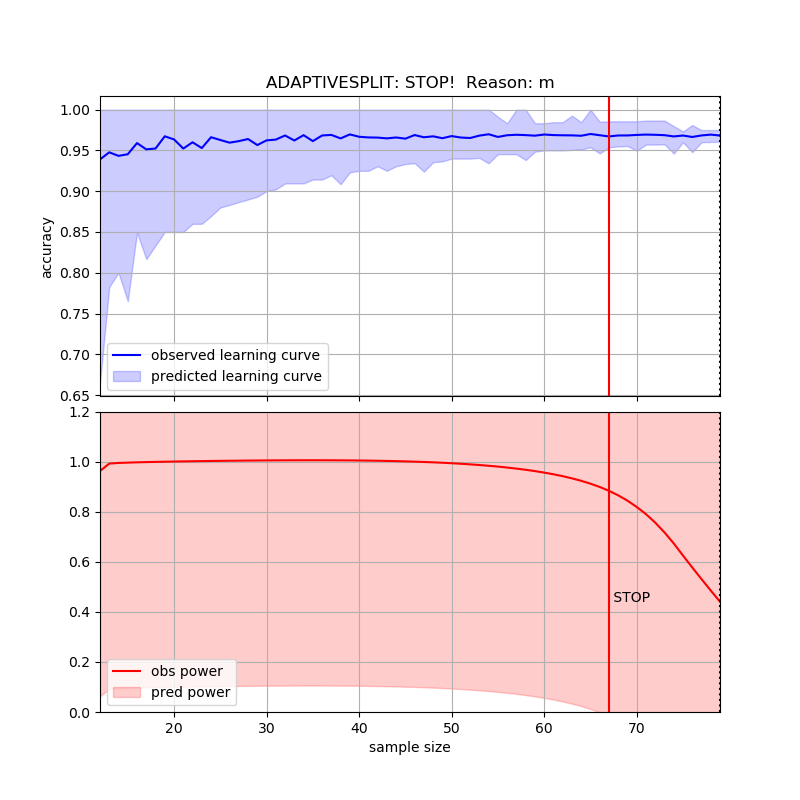 ADAPTIVESPLIT: STOP!  Reason: m
1.00
0.95
0.90
0.85
0.80
0.75
0.70
0.65
accuracy
observed learning curve
predicted learning curve
1.2
1.0
0.8
0.6
0.4
0.2
0.0
STOP
obs power
pred power
20 30 40 50 60 70
sample size